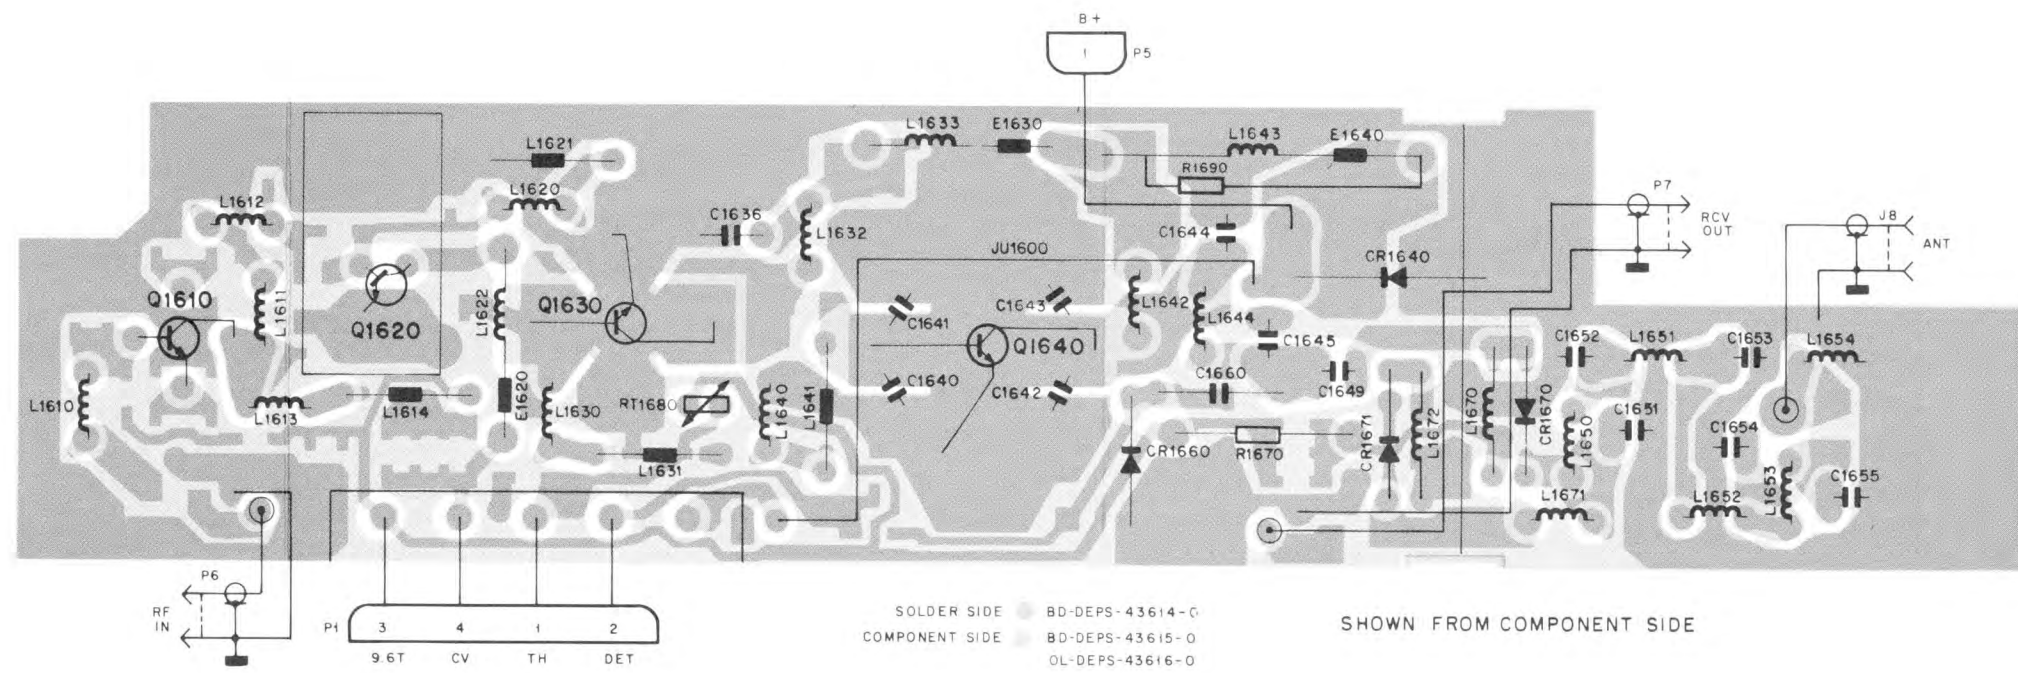 B+
1 P5
L1633 E1630 L1643 E1640
L1621
R1690
L1620
L1612
C1636
L1632
C1644
JU1600
CR1640
P7
RCV
OUT
J8
ANT
Q1610
L1611
Q1620
L1622
Q1630
C1641
C1643
Q1640
L1642
L1644
C1645
C1652
L1651
C1653
L1654
L1610
L1613
L1614
E1620
L1630
RT1680
L1631
L1640
L1641
C1640
C1642
C1660
C1649
CR1660
R1670
CR1671
L1672
L1670
CR1670
L1650
C1651
C1654
L1671
L1652
L1653
C1655
P6
RF
IN
P1 3 4 1 2
9.6T CV TH DET
SOLDER SIDE BD-DEPS-43614-0
COMPONENT SIDE BD-DEPS-43615-0
OL-DEPS-43616-0
SHOWN FROM COMPONENT SIDE